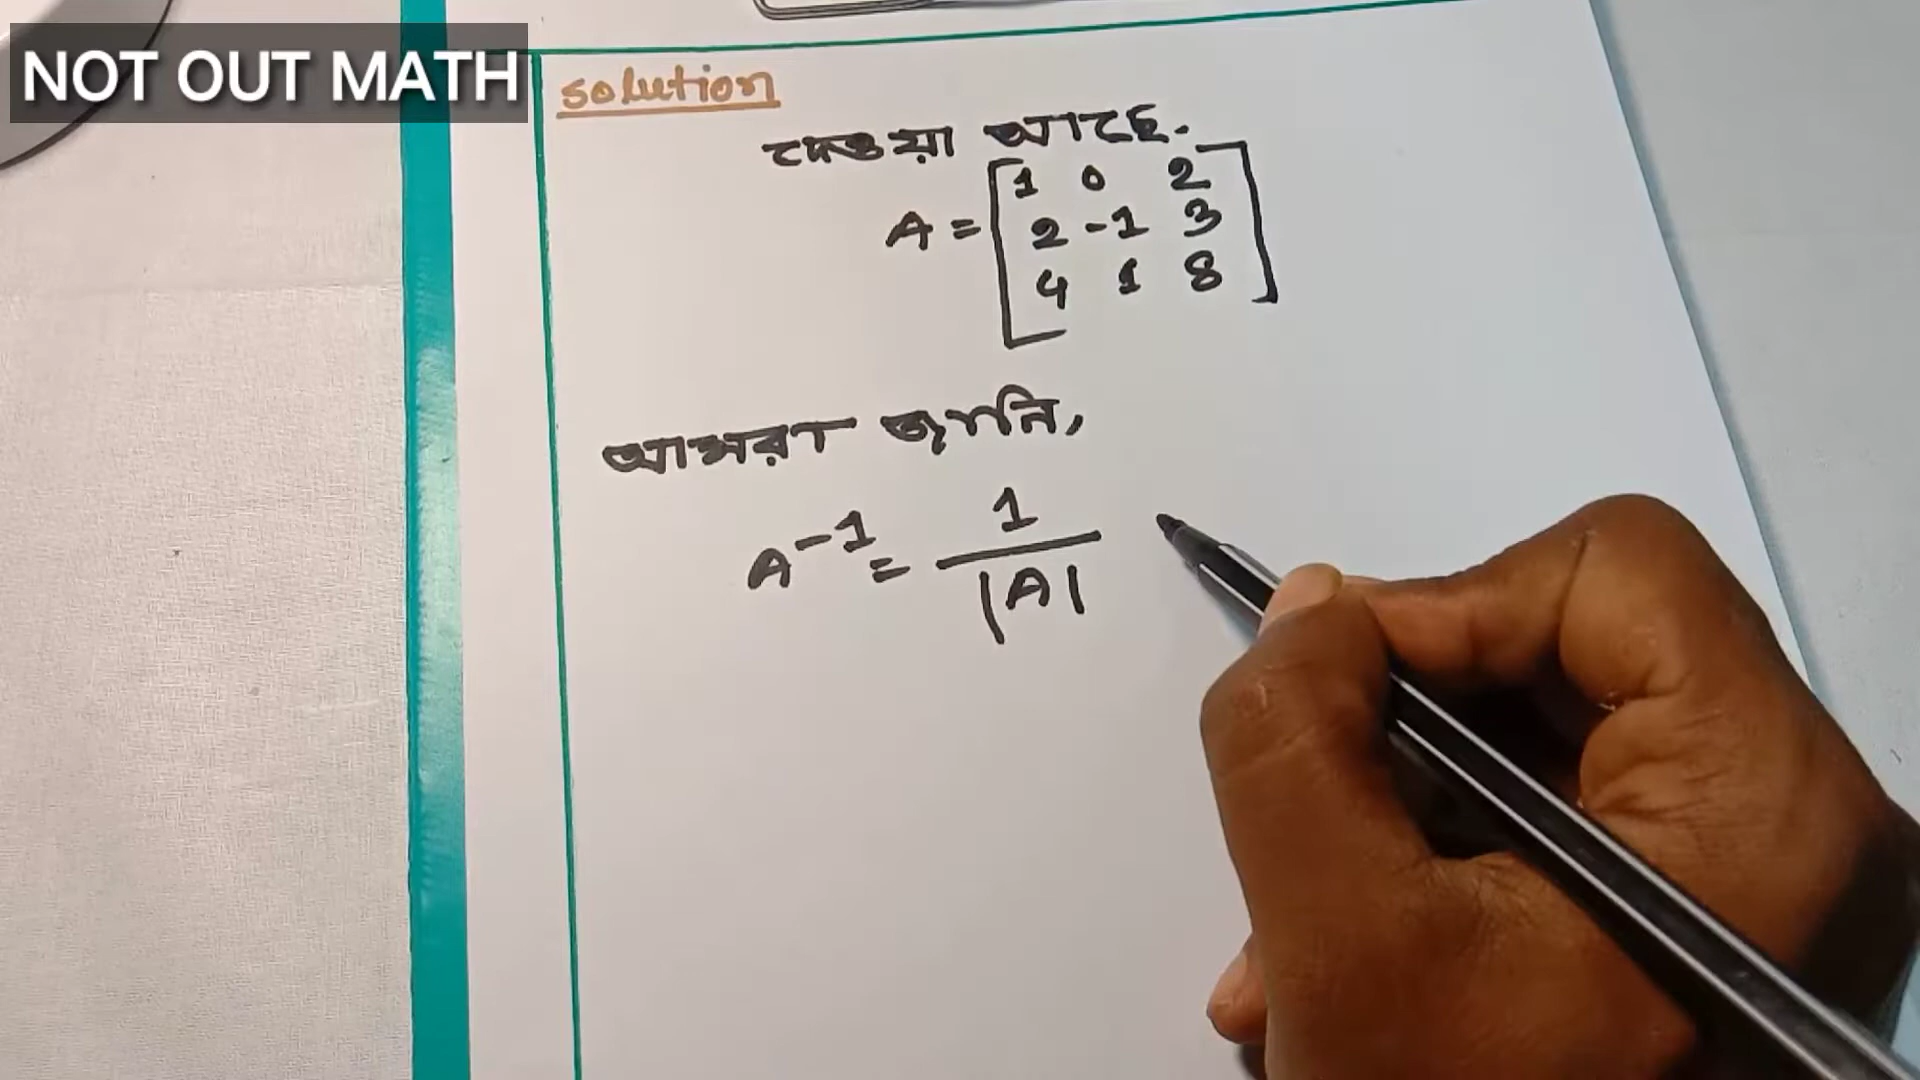 NOT OUT MATH
solution
দেওয়া আছে.
A = [1 0 2
2 -1 3
4 1 8]
আমরা জানি,
A⁻¹ = 1
|A|